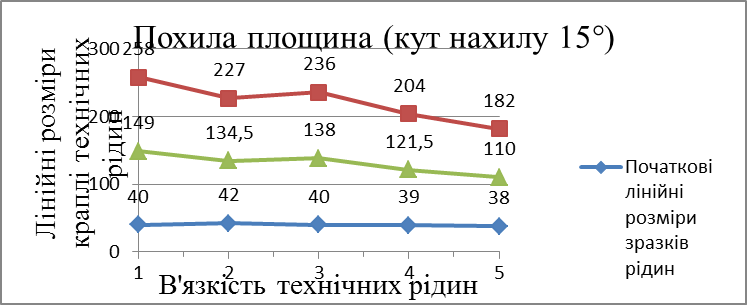 Похила площина (кут нахилу 15°)
Лінійні розміри
краплі технічних
рідин
300
200
100
0
258
227
236
204
182
149
134,5
138
121,5
110
40
42
40
39
38
1
2
3
4
5
В'язкість технічних рідин
Початкові
лінійні
розміри
зразків
рідин